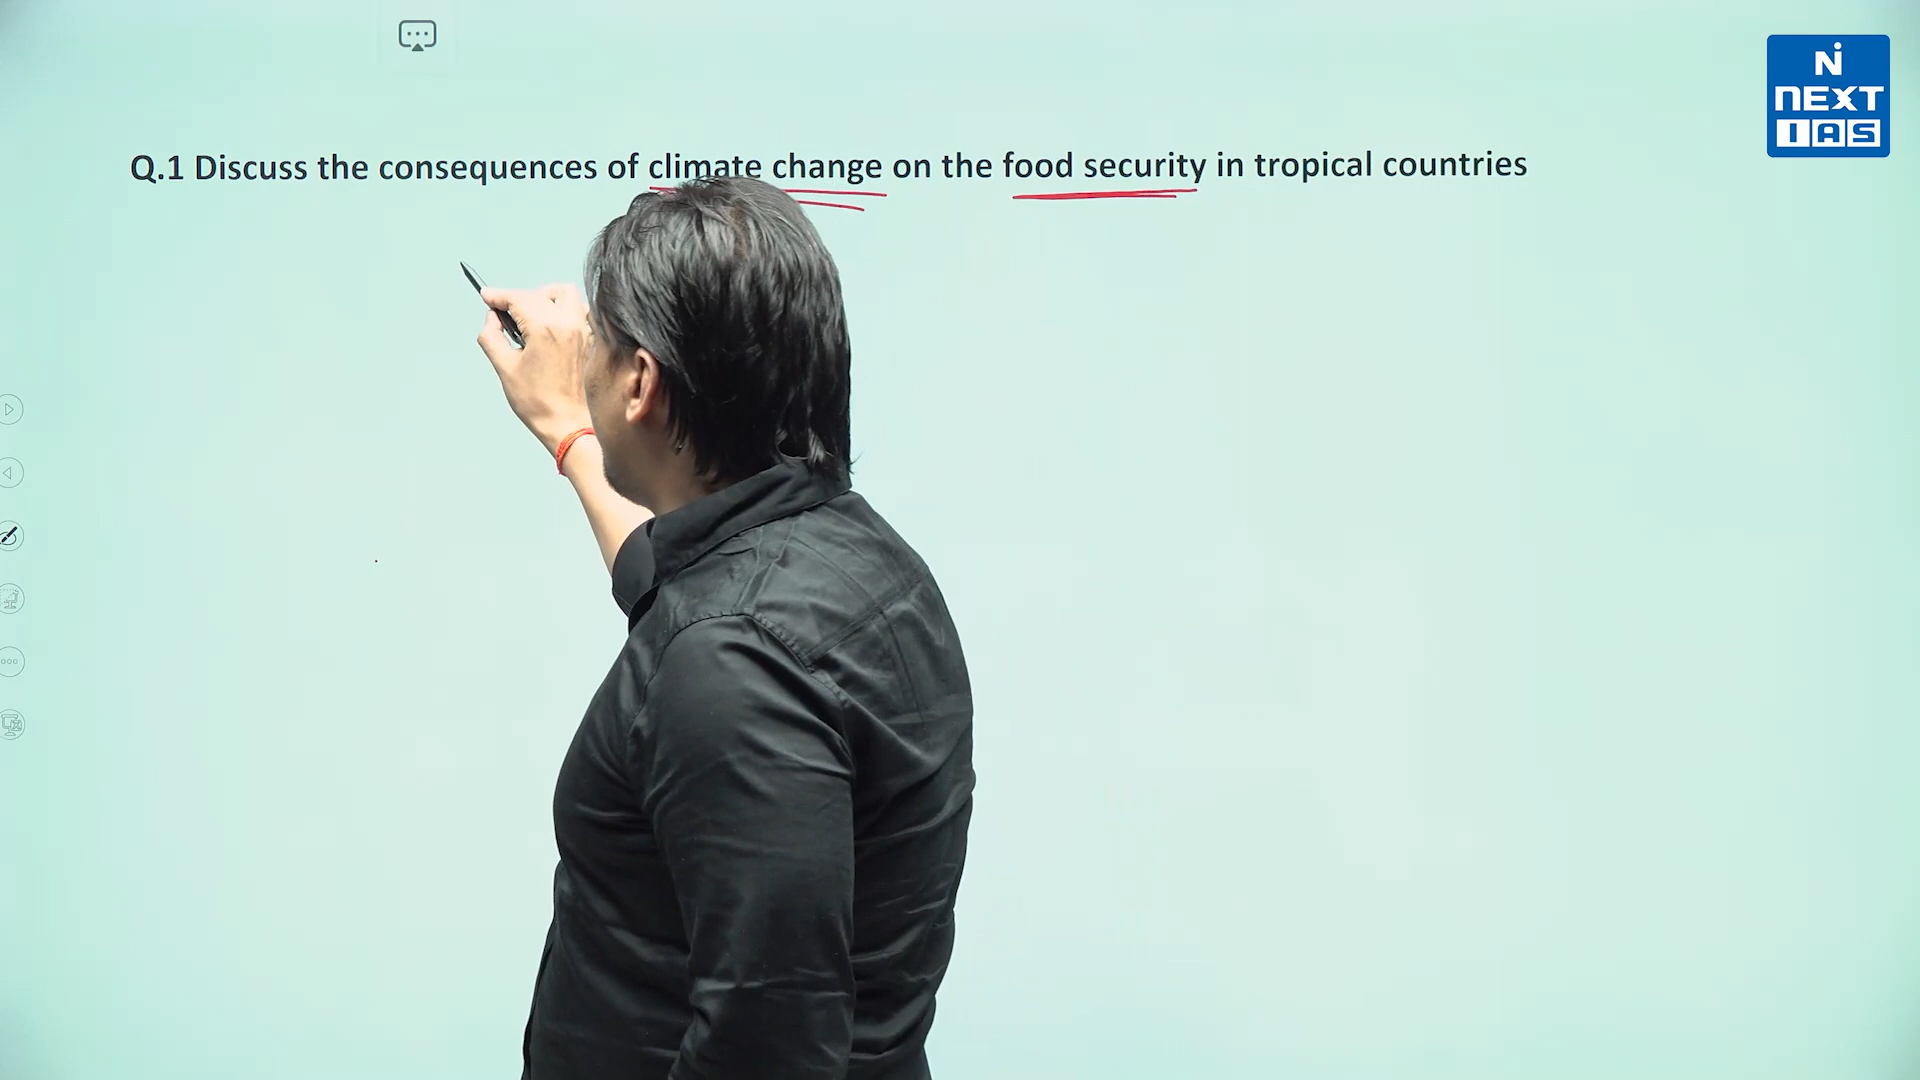 NEXT
IAS
Q.1 Discuss the consequences of climate change on the food security in tropical countries